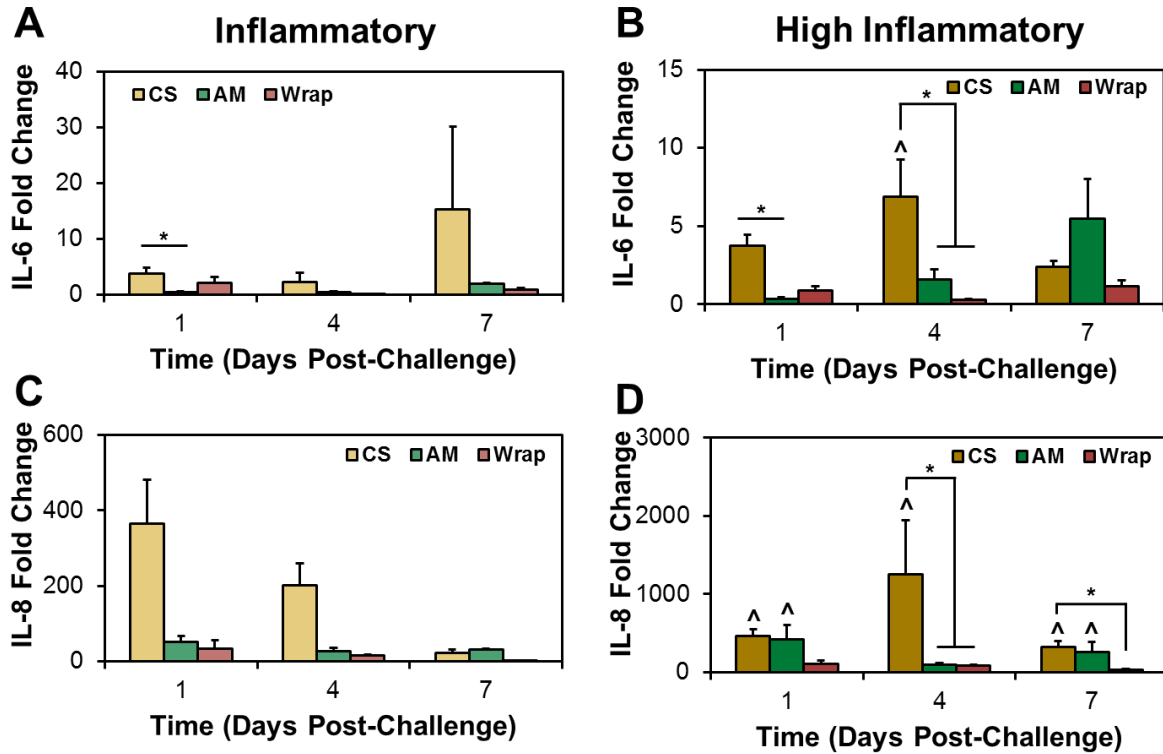 A Inflammatory
IL-6 Fold Change
40
30
20
10
0
CS AM Wrap
*
1 4 7
Time (Days Post-Challenge)
B High Inflammatory
IL-6 Fold Change
15
10
5
0
CS AM Wrap
*
^
*
1 4 7
Time (Days Post-Challenge)
C
IL-8 Fold Change
600
400
200
0
CS AM Wrap
1 4 7
Time (Days Post-Challenge)
D
IL-8 Fold Change
3000
2000
1000
0
CS AM Wrap
*
^
*
^ ^ ^ ^
1 4 7
Time (Days Post-Challenge)